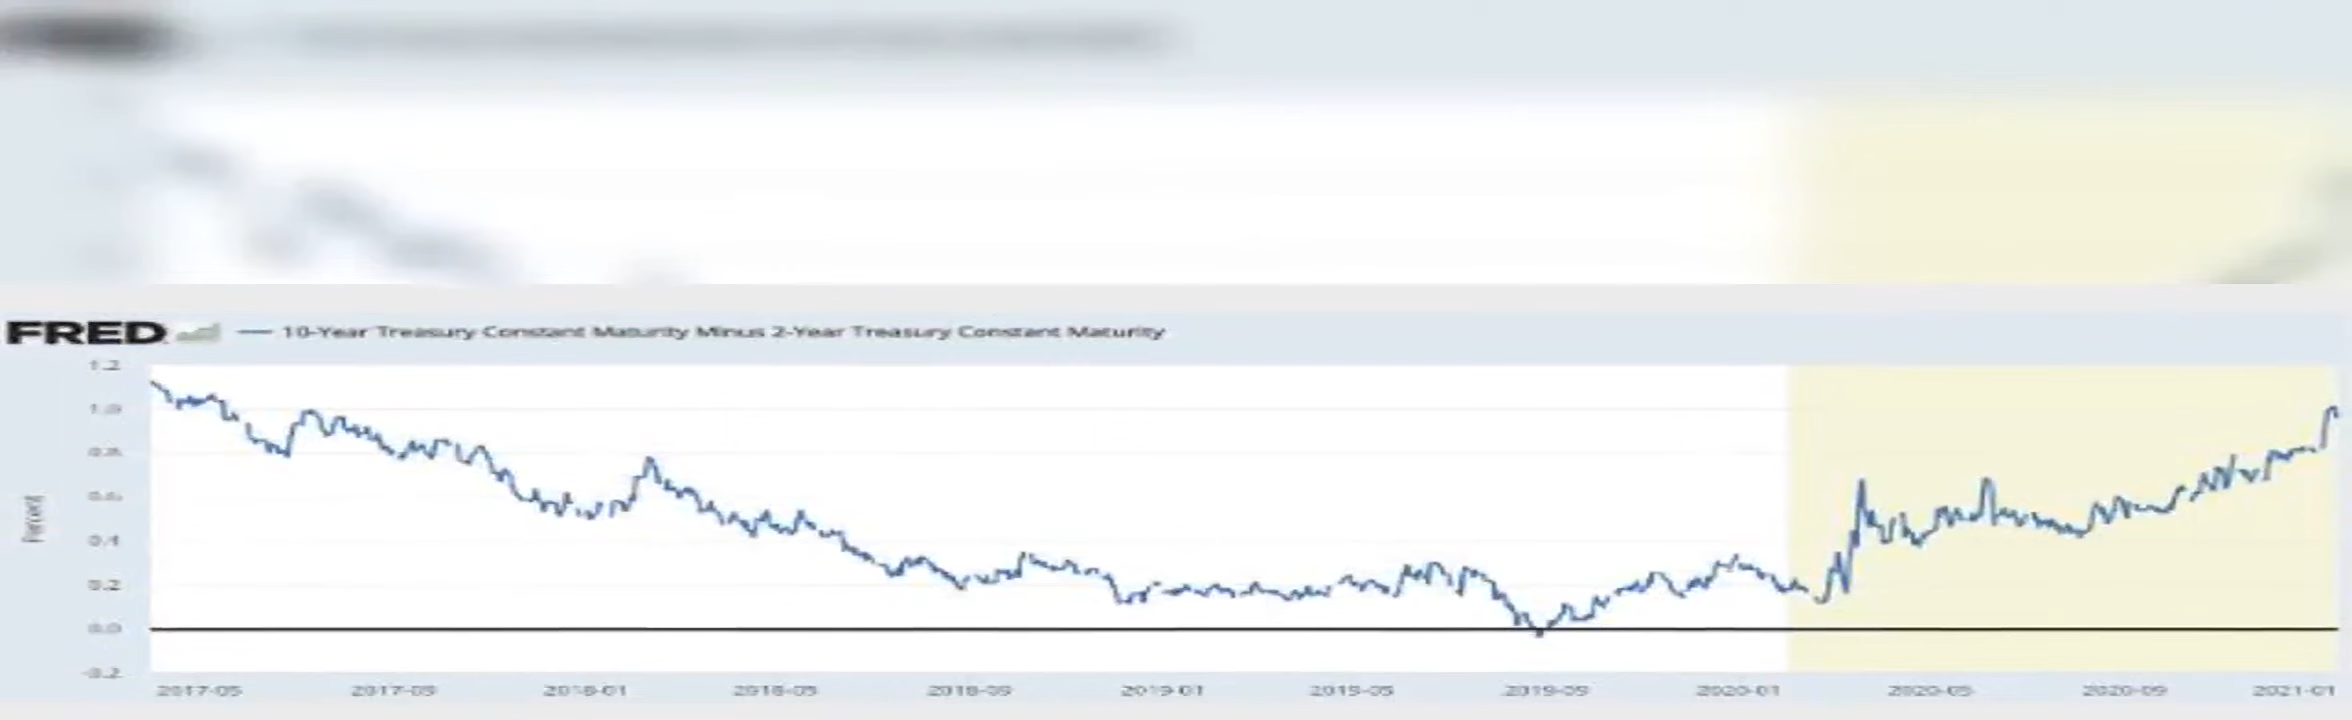 FRED 10-Year Treasury Constant Maturity Minus 2-Year Treasury Constant Maturity
1.2
1.0
0.8
0.6
0.4
0.2
0.0
-0.2
Percent
2017-05 2017-09 2018-01 2018-05 2018-09 2019-01 2019-05 2019-09 2020-01 2020-05 2020-09 2021-01